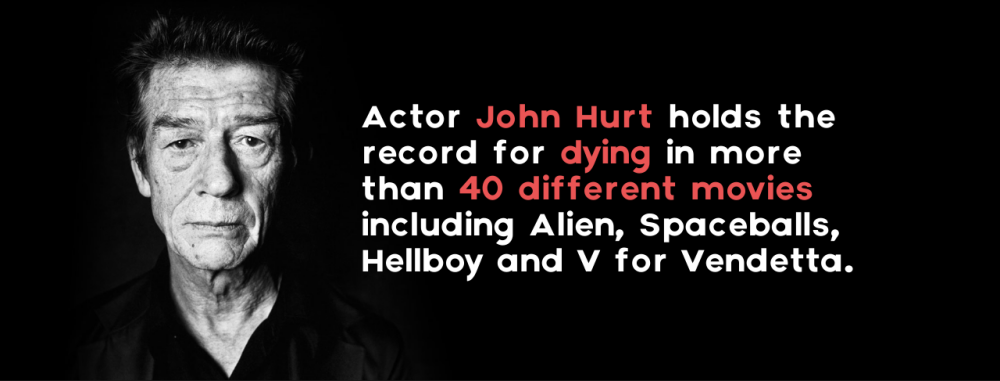 Actor John Hurt holds the
record for dying in more
than 40 different movies
including Alien, Spaceballs,
Hellboy and V for Vendetta.